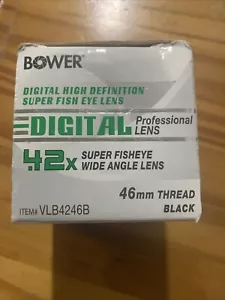 BOWER™
DIGITAL HIGH DEFINITION
SUPER FISH EYE LENS
DIGITAL Professional LENS
.42x SUPER FISHEYE
WIDE ANGLE LENS
46mm THREAD
ITEM# VLB4246B BLACK